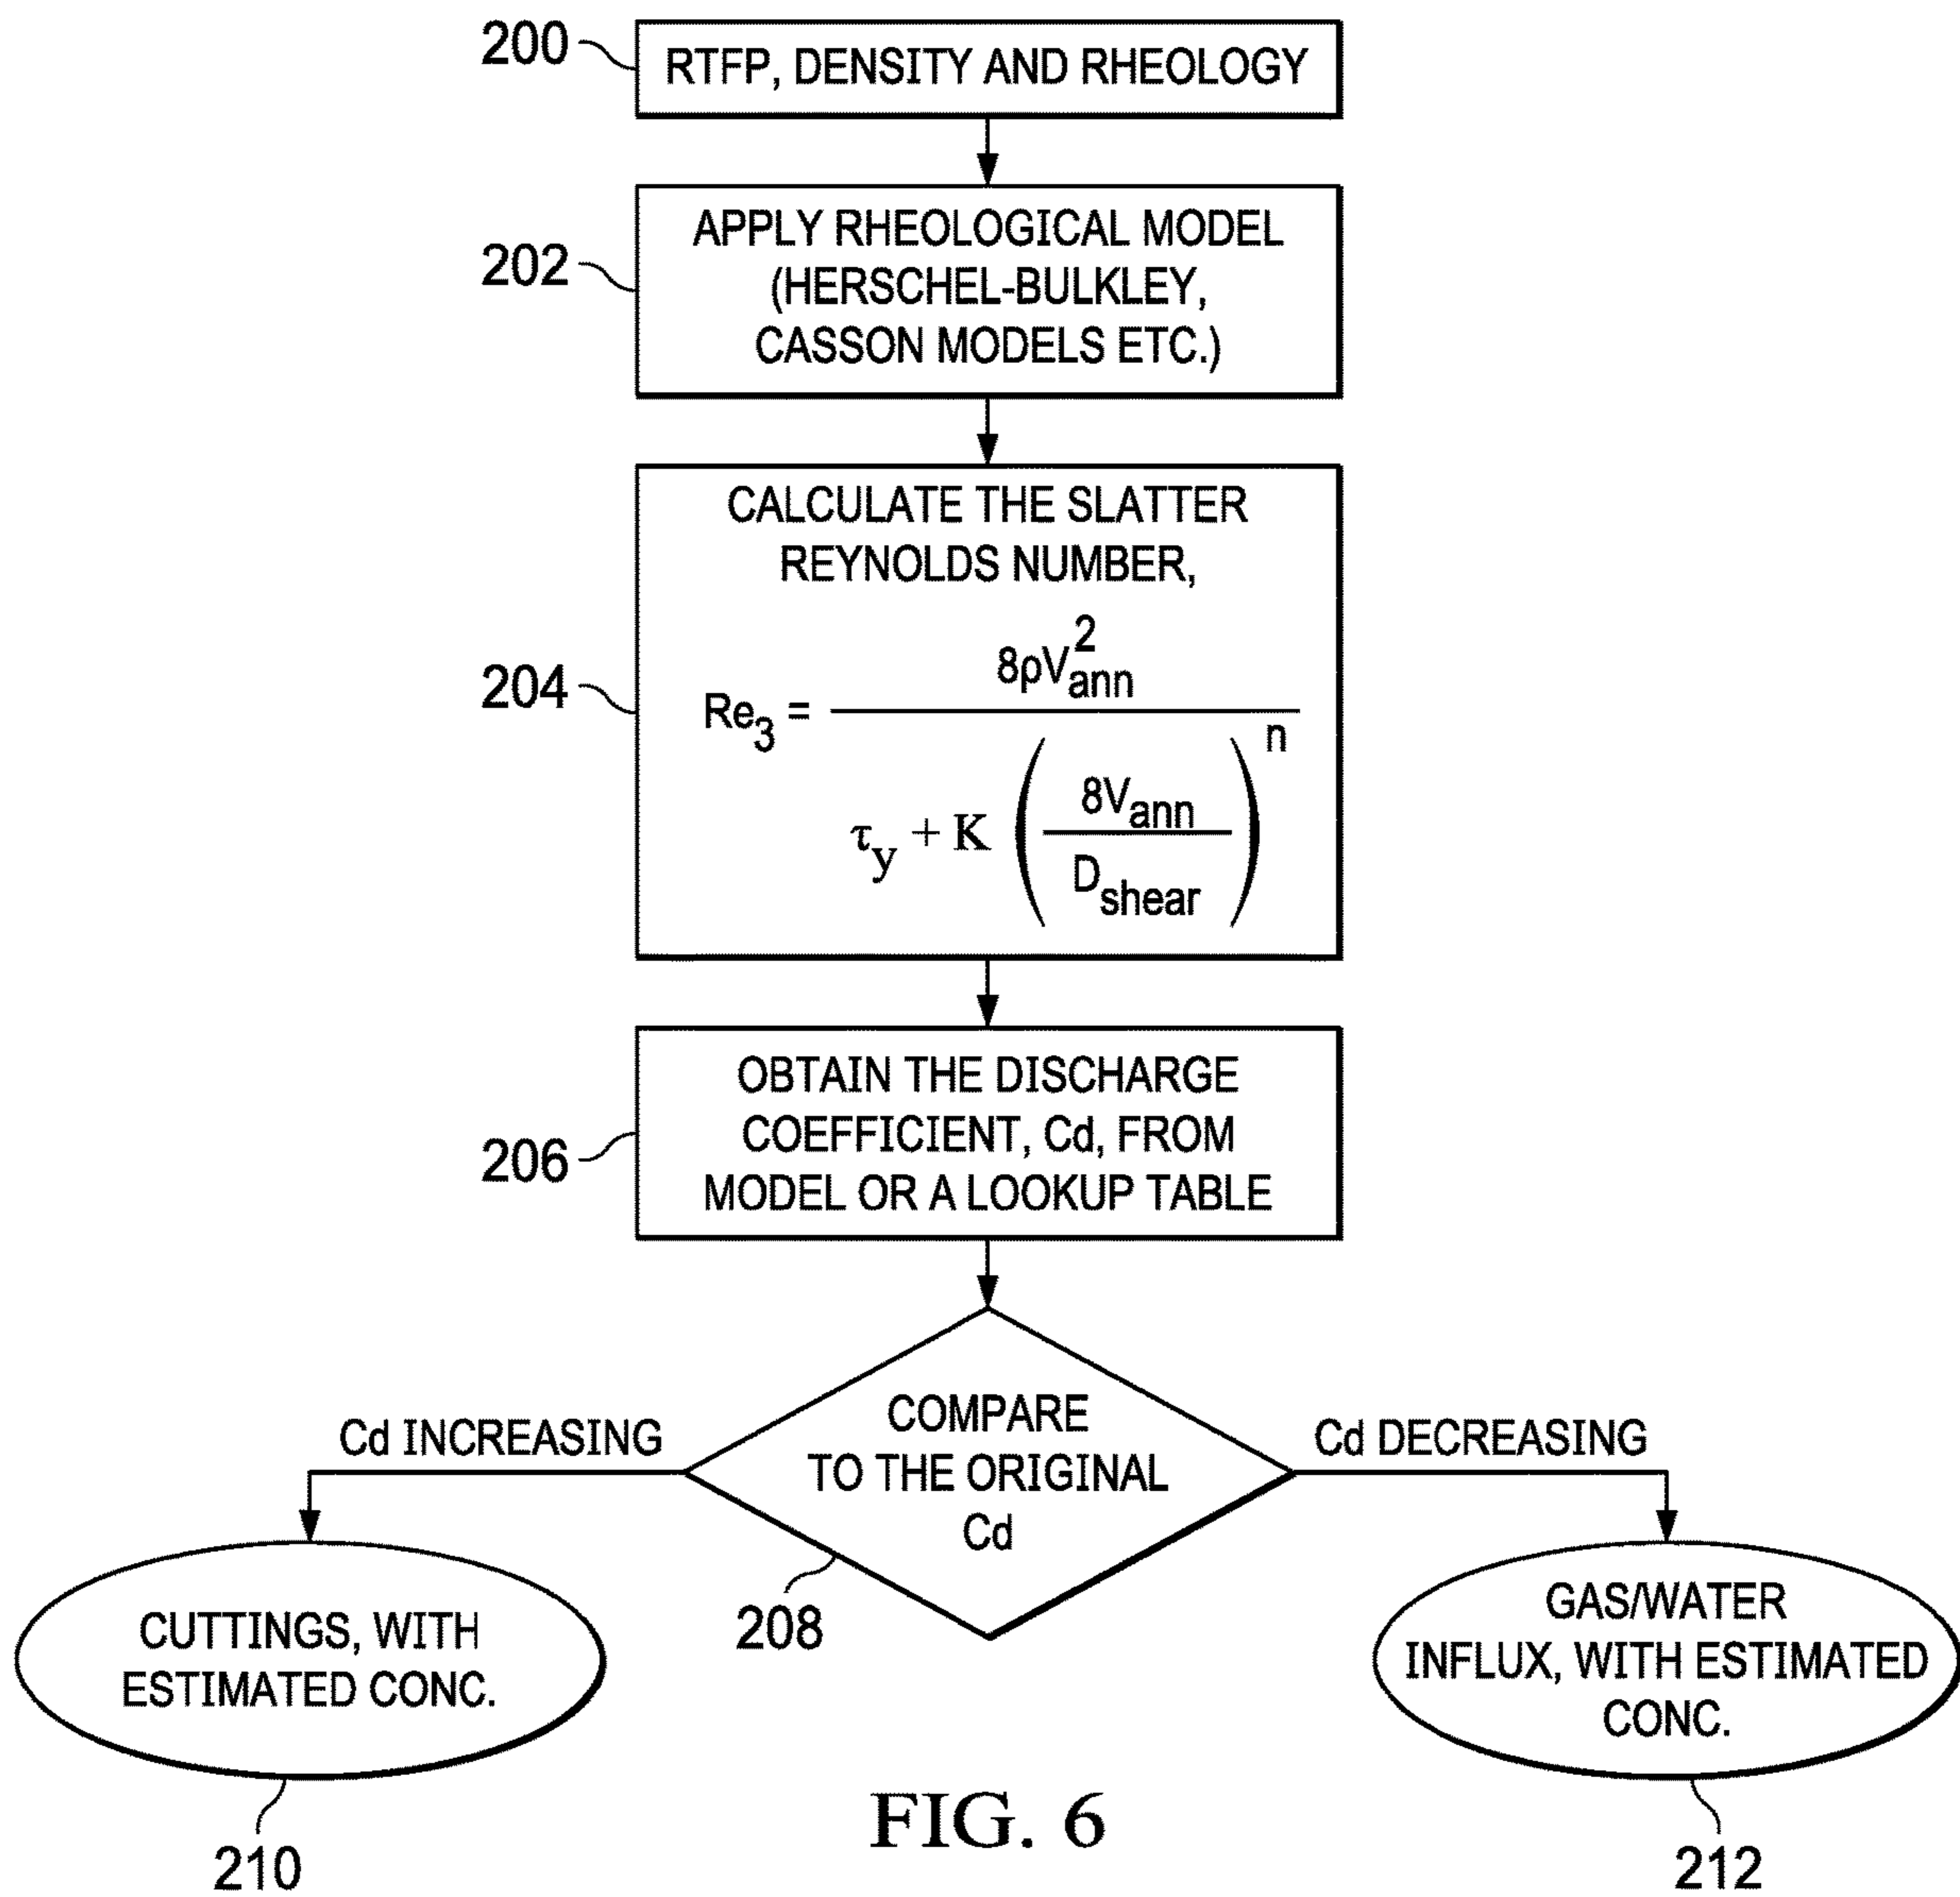 200
RTFP, DENSITY AND RHEOLOGY
202
APPLY RHEOLOGICAL MODEL
(HERSCHEL-BULKLEY,
CASSON MODELS ETC.)
204
CALCULATE THE SLATTER
REYNOLDS NUMBER,
Re₃ = 8ρV²ann / (τy + K (8Vann / Dshear)ⁿ)
206
OBTAIN THE DISCHARGE
COEFFICIENT, Cd, FROM
MODEL OR A LOOKUP TABLE
COMPARE
TO THE ORIGINAL
Cd
208
Cd INCREASING
Cd DECREASING
CUTTINGS, WITH
ESTIMATED CONC.
210
GAS/WATER
INFLUX, WITH ESTIMATED
CONC.
212
FIG. 6